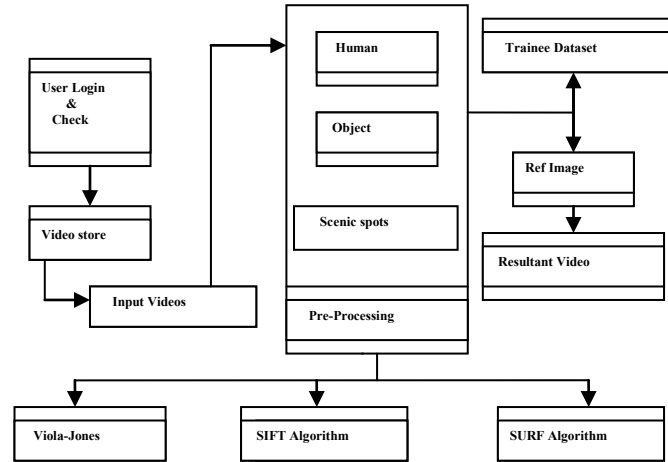 User Login
&
Check
Video store
Input Videos
Human
Object
Scenic spots
Pre-Processing
Trainee Dataset
Ref Image
Resultant Video
Viola-Jones
SIFT Algorithm
SURF Algorithm